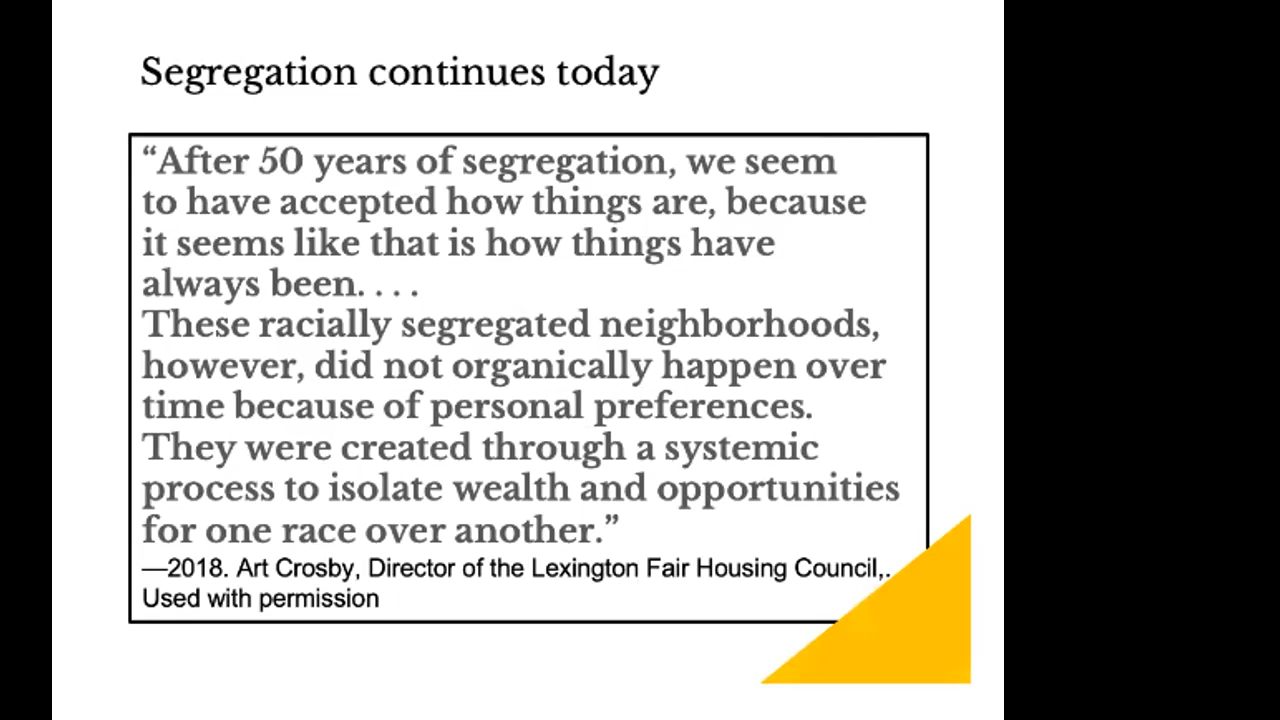 Segregation continues today
“After 50 years of segregation, we seem
to have accepted how things are, because
it seems like that is how things have
always been. . . .
These racially segregated neighborhoods,
however, did not organically happen over
time because of personal preferences.
They were created through a systemic
process to isolate wealth and opportunities
for one race over another.”
—2018. Art Crosby, Director of the Lexington Fair Housing Council,.
Used with permission